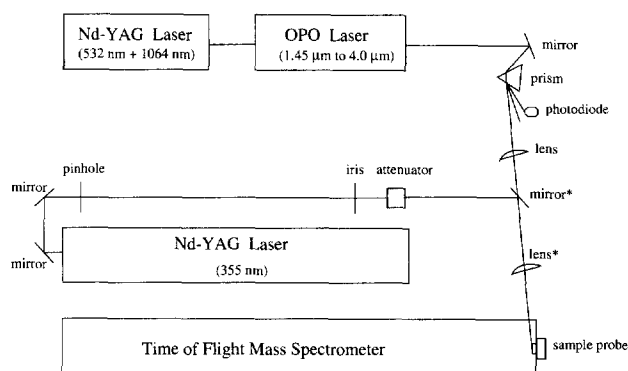 Nd-YAG Laser
(532 nm + 1064 nm)
OPO Laser
(1.45 μm to 4.0 μm)
mirror
prism
photodiode
lens
pinhole
iris
attenuator
mirror
mirror*
Nd-YAG Laser
(355 nm)
mirror
lens*
Time of Flight Mass Spectrometer
sample probe